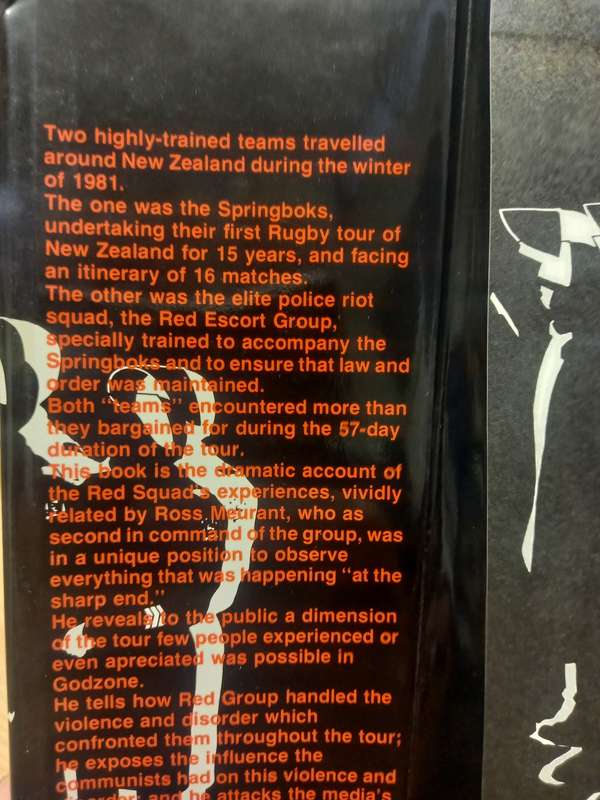 Two highly-trained teams travelled
around New Zealand during the winter
of 1981.
The one was the Springboks,
undertaking their first Rugby tour of
New Zealand for 15 years, and facing
an itinerary of 16 matches.
The other was the elite police riot
squad, the Red Escort Group,
specially trained to accompany the
Springboks and to ensure that law and
order was maintained.
Both “teams” encountered more than
they bargained for during the 57-day
duration of the tour.
This book is the dramatic account of
the Red Squad's experiences, vividly
related by Ross Meurant, who as
second in command of the group, was
in a unique position to observe
everything that was happening “at the
sharp end.”
He reveals to the public a dimension
of the tour few people experienced or
even apreciated was possible in
Godzone.
He tells how Red Group handled the
violence and disorder which
confronted them throughout the tour;
he exposes the influence the
communists had on this violence and
disorder; and he attacks the media's